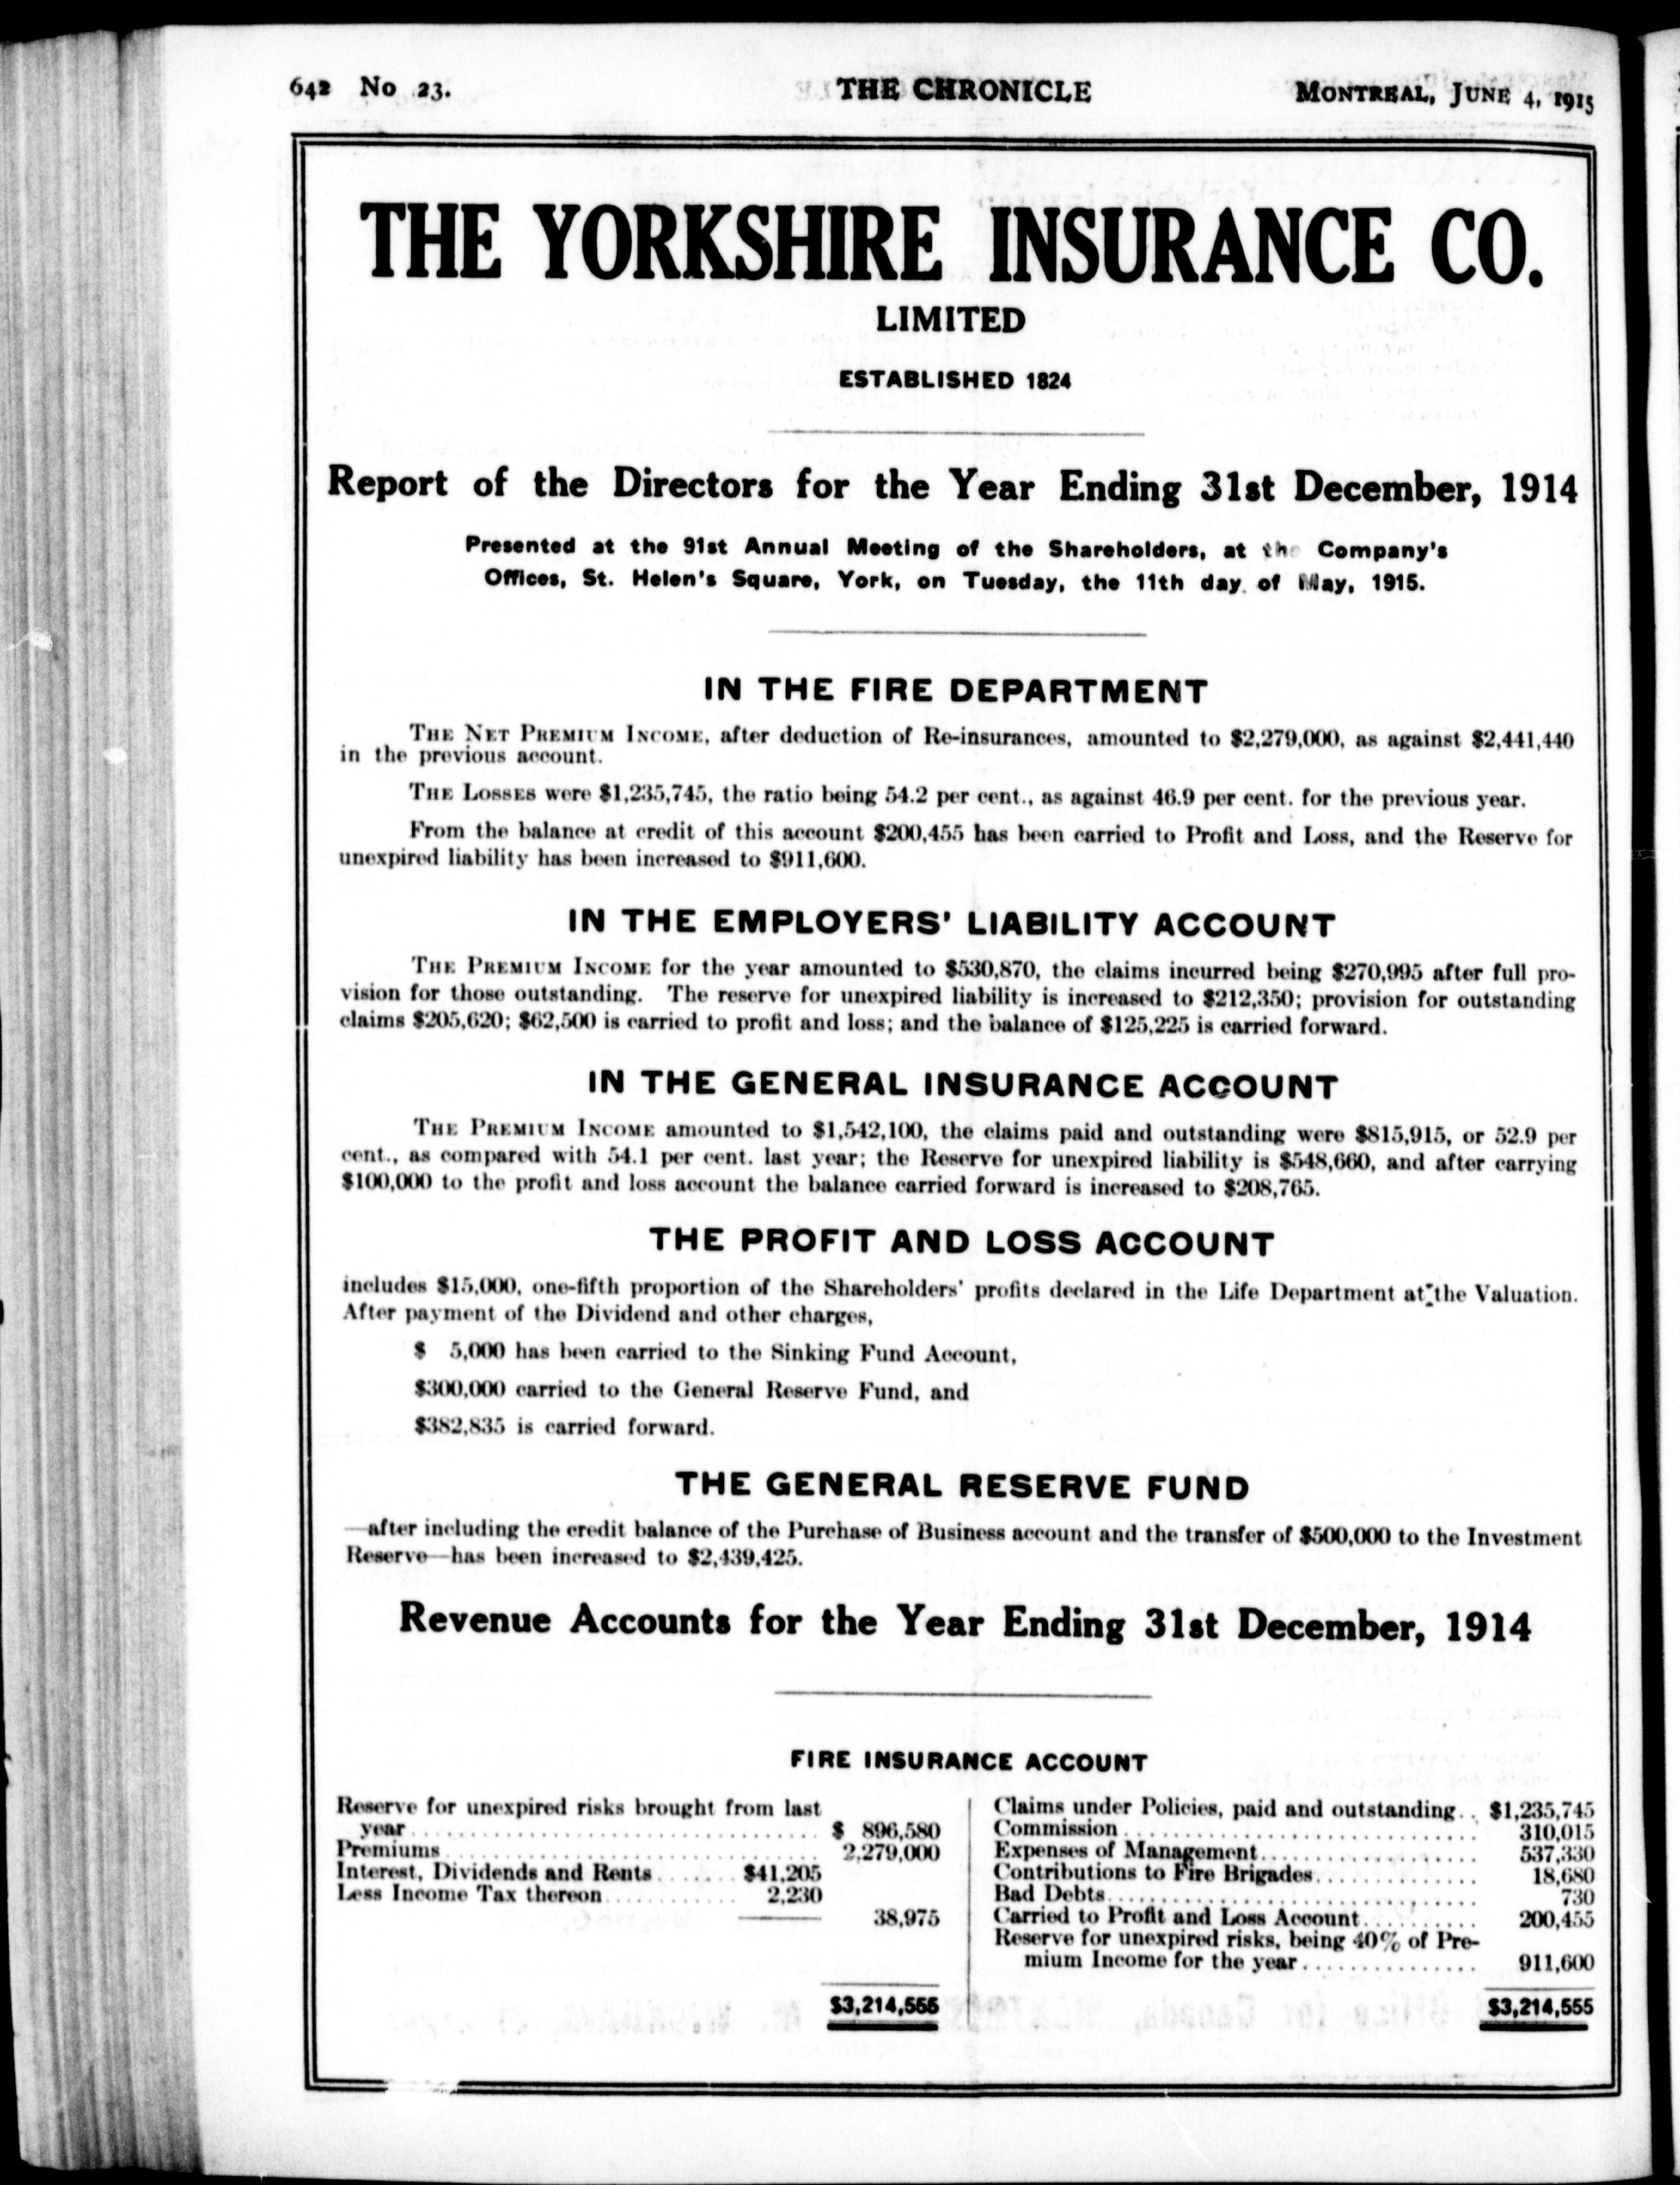 642 No 23. THE CHRONICLE MONTREAL, JUNE 4, 1915
THE YORKSHIRE INSURANCE CO.
LIMITED
ESTABLISHED 1824
Report of the Directors for the Year Ending 31st December, 1914
Presented at the 91st Annual Meeting of the Shareholders, at the Company's
Offices, St. Helen's Square, York, on Tuesday, the 11th day of May, 1915.
IN THE FIRE DEPARTMENT
THE NET PREMIUM INCOME, after deduction of Re-insurances, amounted to $2,279,000, as against $2,441,440
in the previous account.
THE LOSSES were $1,235,745, the ratio being 54.2 per cent., as against 46.9 per cent. for the previous year.
From the balance at credit of this account $200,455 has been carried to Profit and Loss, and the Reserve for
unexpired liability has been increased to $911,600.
IN THE EMPLOYERS' LIABILITY ACCOUNT
THE PREMIUM INCOME for the year amounted to $530,870, the claims incurred being $270,995 after full pro-
vision for those outstanding. The reserve for unexpired liability is increased to $212,350; provision for outstanding
claims $205,620; $62,500 is carried to profit and loss; and the balance of $125,225 is carried forward.
IN THE GENERAL INSURANCE ACCOUNT
THE PREMIUM INCOME amounted to $1,542,100, the claims paid and outstanding were $815,915, or 52.9 per
cent., as compared with 54.1 per cent. last year; the Reserve for unexpired liability is $548,660, and after carrying
$100,000 to the profit and loss account the balance carried forward is increased to $208,765.
THE PROFIT AND LOSS ACCOUNT
includes $15,000, one-fifth proportion of the Shareholders' profits declared in the Life Department at the Valuation.
After payment of the Dividend and other charges,
$ 5,000 has been carried to the Sinking Fund Account,
$300,000 carried to the General Reserve Fund, and
$382,835 is carried forward.
THE GENERAL RESERVE FUND
—after including the credit balance of the Purchase of Business account and the transfer of $500,000 to the Investment
Reserve—has been increased to $2,439,425.
Revenue Accounts for the Year Ending 31st December, 1914
FIRE INSURANCE ACCOUNT
Reserve for unexpired risks brought from last
year.................................. $ 896,580
Premiums.................................. 2,279,000
Interest, Dividends and Rents........ $41,205
Less Income Tax thereon............ 2,230
38,975
$3,214,555
Claims under Policies, paid and outstanding.. $1,235,745
Commission.............................. 310,015
Expenses of Management.................. 537,330
Contributions to Fire Brigades.............. 18,680
Bad Debts.............................. 730
Carried to Profit and Loss Account.......... 200,455
Reserve for unexpired risks, being 40% of Pre-
mium Income for the year............... 911,600
$3,214,555